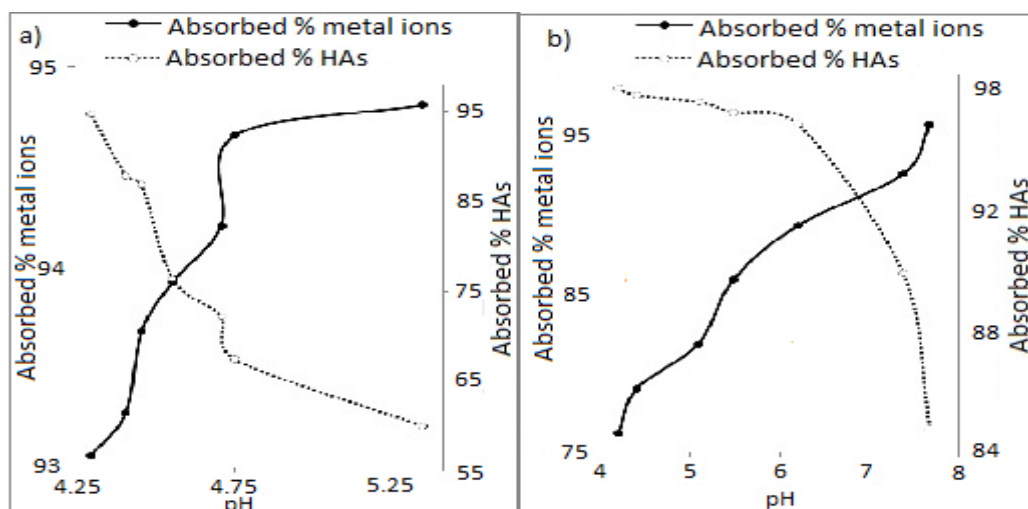 a)
Absorbed % metal ions
Absorbed % HAs
Absorbed % metal ions
95
94
93
Absorbed % HAs
95
85
75
65
55
4.25
4.75
5.25
pH
b)
Absorbed % metal ions
Absorbed % HAs
Absorbed % metal ions
95
85
75
Absorbed % HAs
98
92
88
84
4
5
6
7
8
pH